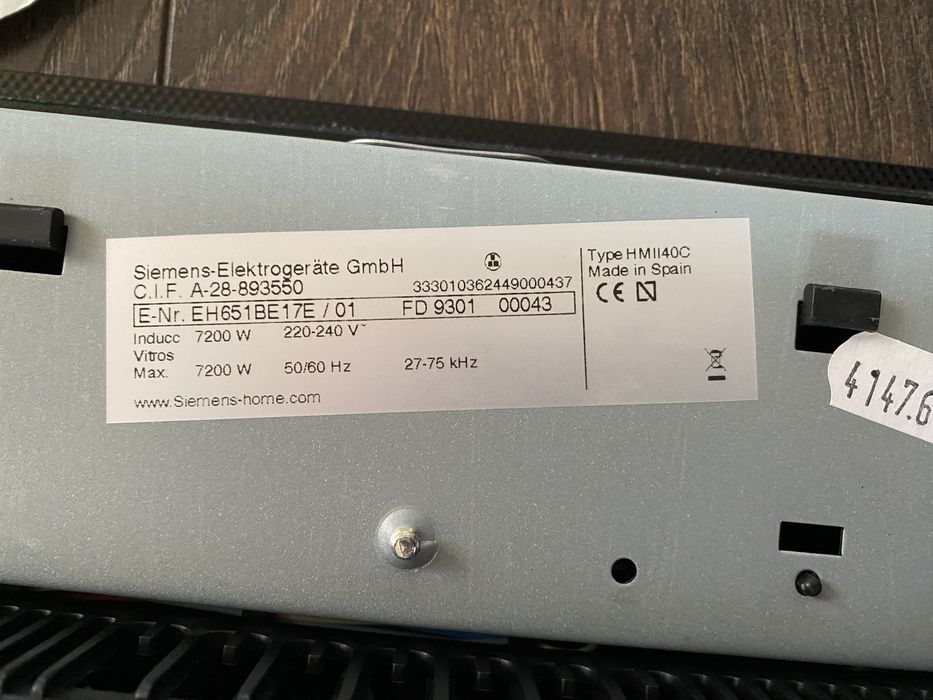 Siemens-Elektrogeräte GmbH
C.I.F. A-28-893550
333010362449000437
E-Nr. EH651BE17E / 01 FD 9301 00043
Inducc 7200 W 220-240 V~
Vitros
Max. 7200 W 50/60 Hz 27-75 kHz
www.Siemens-home.com
Type HMII40C
Made in Spain
CE N
4147.6